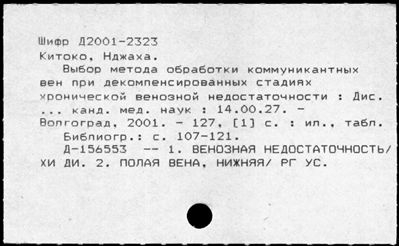 Шифр Д2001-2323
Китоко, Нджаха.
Выбор метода обработки коммуникантных
вен при декомпенсированных стадиях
хронической венозной недостаточности : Дис.
... канд. мед. наук : 14.00.27. -
Волгоград, 2001. - 127, [1] с. : ил., табл.
Библиогр.: с. 107-121.
Д-156553 -- 1. ВЕНОЗНАЯ НЕДОСТАТОЧНОСТЬ/
ХИ ДИ. 2. ПОЛАЯ ВЕНА, НИЖНЯЯ/ РГ УС.